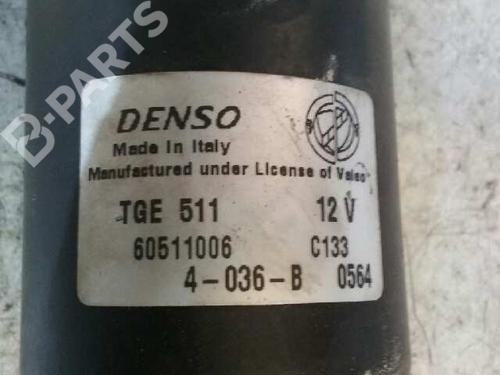 B-PARTS
DENSO
Made In Italy
Manufactured under License of Valeo
TGE 511 12 V
60511006 C133
4-036-B 0564